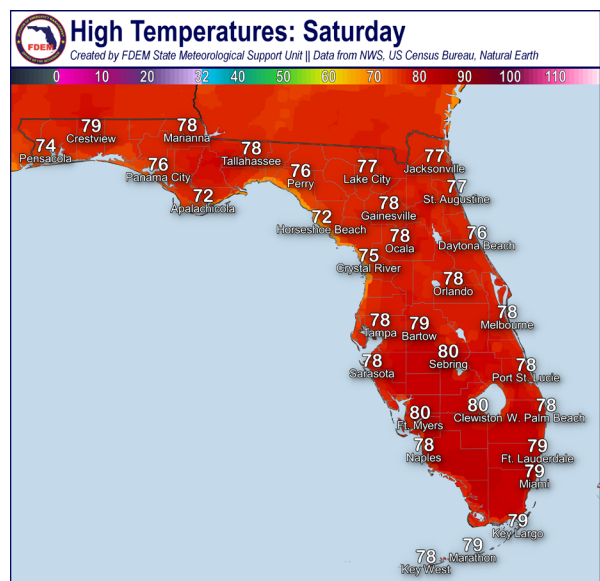 High Temperatures: Saturday
Created by FDEM State Meteorological Support Unit || Data from NWS, US Census Bureau, Natural Earth
FDEM
0 10 20 32 40 50 60 70 80 90 100 110
79
Crestview
78
Marianna
74
Pensacola
78
Tallahassee
76
Panama City
76
Perry
77
Lake City
77
Jacksonville
72
Apalachicola
77
St. Augustine
78
Gainesville
72
Horseshoe Beach
78
Ocala
76
Daytona Beach
75
Crystal River
78
Orlando
78
Melbourne
78
Tampa
79
Bartow
80
Sebring
78
Sarasota
78
Port St. Lucie
80
Ft. Myers
80
Clewiston
78
W. Palm Beach
78
Naples
79
Ft. Lauderdale
79
Miami
79
Key Largo
79
Marathon
78
Key West